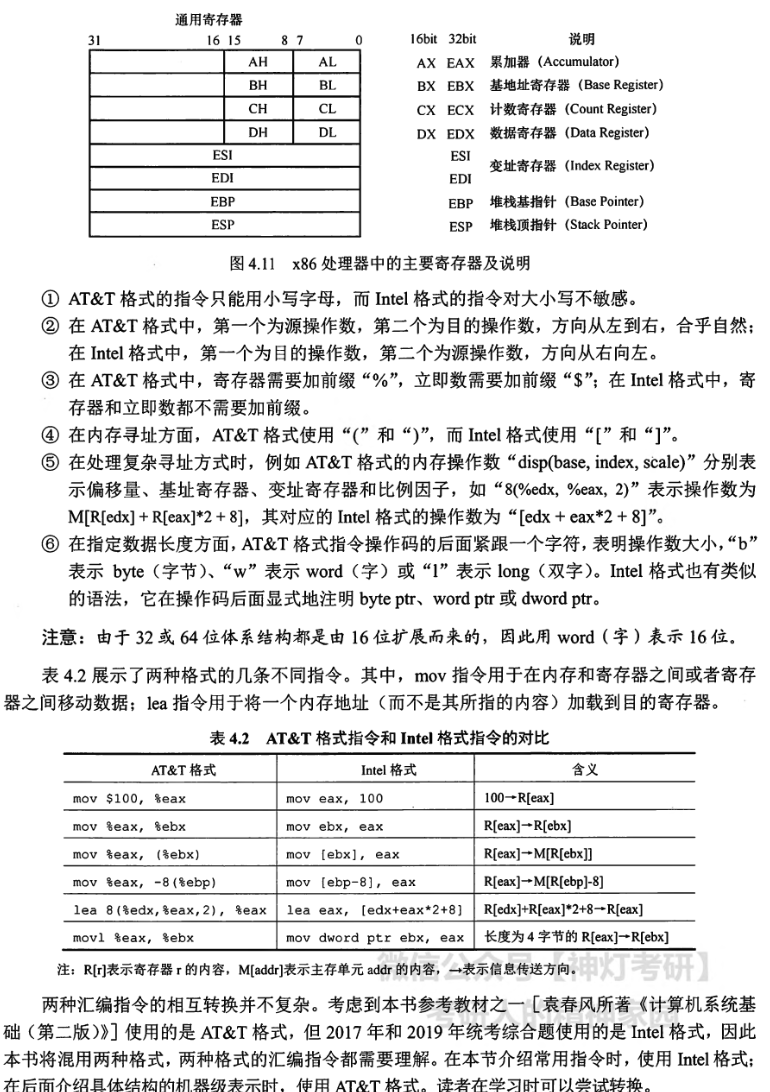 通用寄存器
31 16 15 8 7 0 16bit 32bit 说明
AH AL AX EAX 累加器（Accumulator）
BH BL BX EBX 基地址寄存器（Base Register）
CH CL CX ECX 计数寄存器（Count Register）
DH DL DX EDX 数据寄存器（Data Register）
ESI ESI
变址寄存器（Index Register）
EDI EDI
EBP EBP 堆栈基指针（Base Pointer）
ESP ESP 堆栈顶指针（Stack Pointer）
图 4.11 x86 处理器中的主要寄存器及说明
① AT&T 格式的指令只能用小写字母，而 Intel 格式的指令对大小写不敏感。
② 在 AT&T 格式中，第一个为源操作数，第二个为目的操作数，方向从左到右，合乎自然；
在 Intel 格式中，第一个为目的操作数，第二个为源操作数，方向从右向左。
③ 在 AT&T 格式中，寄存器需要加前缀“%”，立即数需要加前缀“$”；在 Intel 格式中，寄
存器和立即数都不需要加前缀。
④ 在内存寻址方面，AT&T 格式使用“(”和“)”，而 Intel 格式使用“[”和“]”。
⑤ 在处理复杂寻址方式时，例如 AT&T 格式的内存操作数“disp(base, index, scale)”分别表
示偏移量、基址寄存器、变址寄存器和比例因子，如“8(%edx, %eax, 2)”表示操作数为
M[R[edx] + R[eax]*2 + 8]，其对应的 Intel 格式的操作数为“[edx + eax*2 + 8]”。
⑥ 在指定数据长度方面，AT&T 格式指令操作码的后面紧跟一个字符，表明操作数大小，“b”
表示 byte（字节）、“w”表示 word（字）或“l”表示 long（双字）。Intel 格式也有类似
的语法，它在操作码后面显式地注明 byte ptr、word ptr 或 dword ptr。
注意：由于 32 或 64 位体系结构都是由 16 位扩展而来的，因此用 word（字）表示 16 位。
表 4.2 展示了两种格式的几条不同指令。其中，mov 指令用于在内存和寄存器之间或者寄存
器之间移动数据；lea 指令用于将一个内存地址（而不是其所指的内容）加载到目的寄存器。
表 4.2 AT&T 格式指令和 Intel 格式指令的对比
AT&T 格式 Intel 格式 含义
mov $100, %eax mov eax, 100 100→R[eax]
mov %eax, %ebx mov ebx, eax R[eax]→R[ebx]
mov %eax, (%ebx) mov [ebx], eax R[eax]→M[R[ebx]]
mov %eax, -8(%ebp) mov [ebp-8], eax R[eax]→M[R[ebp]-8]
lea 8(%edx,%eax,2), %eax lea eax, [edx+eax*2+8] R[edx]+R[eax]*2+8→R[eax]
movl %eax, %ebx mov dword ptr ebx, eax 长度为 4 字节的 R[eax]→R[ebx]
注：R[r]表示寄存器 r 的内容，M[addr]表示主存单元 addr 的内容，→表示信息传送方向。
两种汇编指令的相互转换并不复杂。考虑到本书参考教材之一［袁春风所著《计算机系统基
础（第二版）》］使用的是 AT&T 格式，但 2017 年和 2019 年统考综合题使用的是 Intel 格式，因此
本书将混用两种格式，两种格式的汇编指令都需要理解。在本节介绍常用指令时，使用 Intel 格式；
在后面介绍具体结构的机器级表示时，使用 AT&T 格式。读者在学习时可以尝试转换。